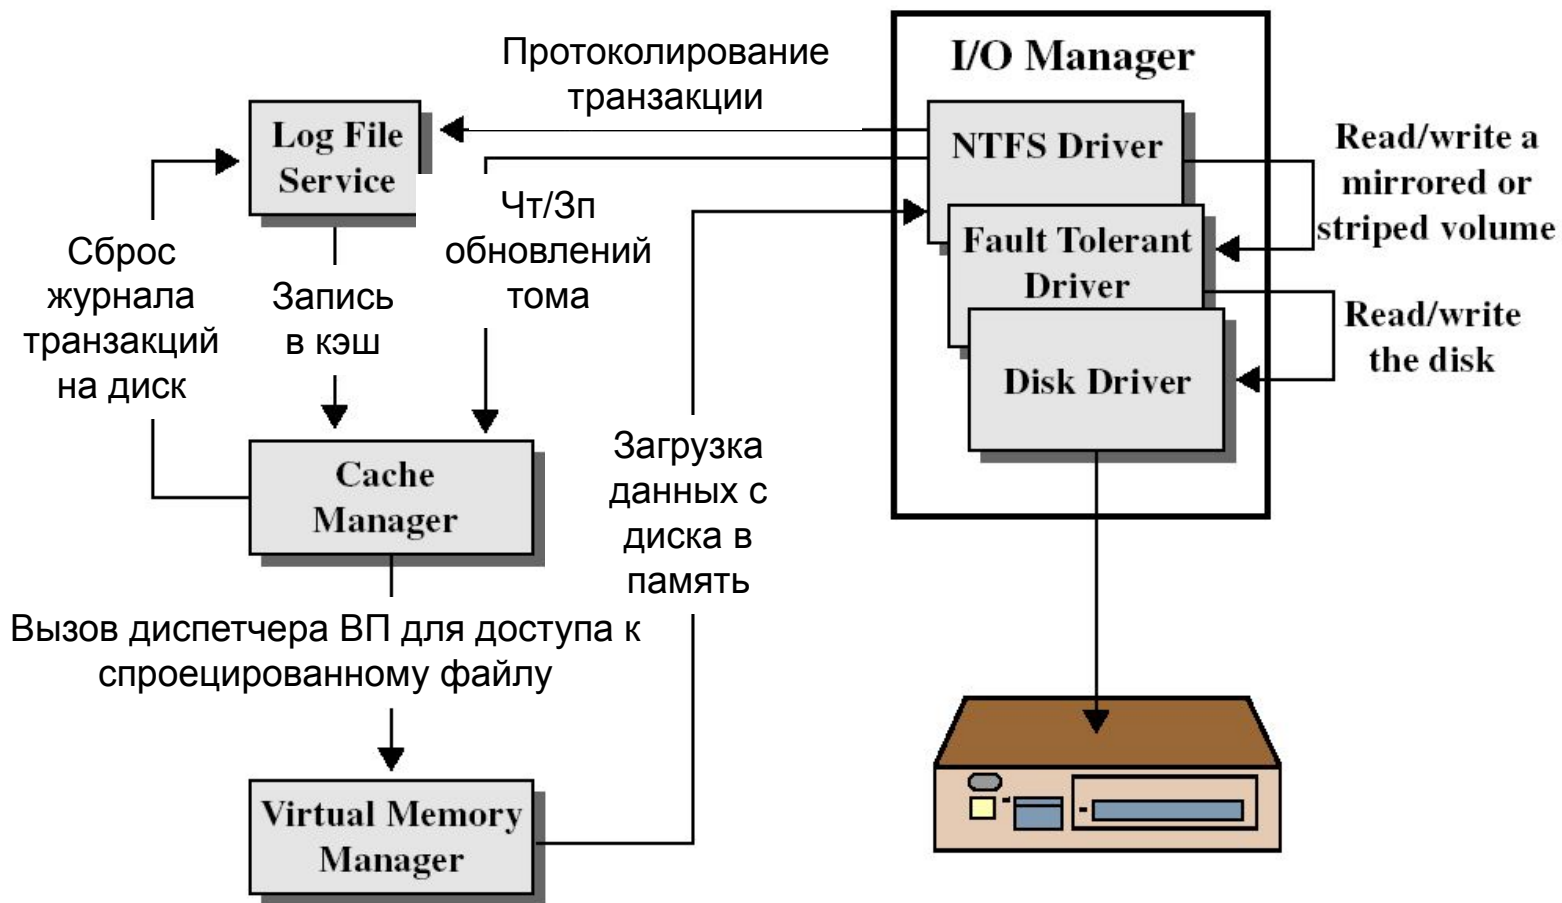 Протоколирование
транзакции
I/O Manager
Log File
Service
NTFS Driver
Read/write a
mirrored or
striped volume
Чт/Зп
обновлений
тома
Fault Tolerant
Driver
Сброс
журнала
транзакций
на диск
Запись
в кэш
Read/write
the disk
Disk Driver
Cache
Manager
Загрузка
данных с
диска в
память
Вызов диспетчера ВП для доступа к
спроецированному файлу
Virtual Memory
Manager